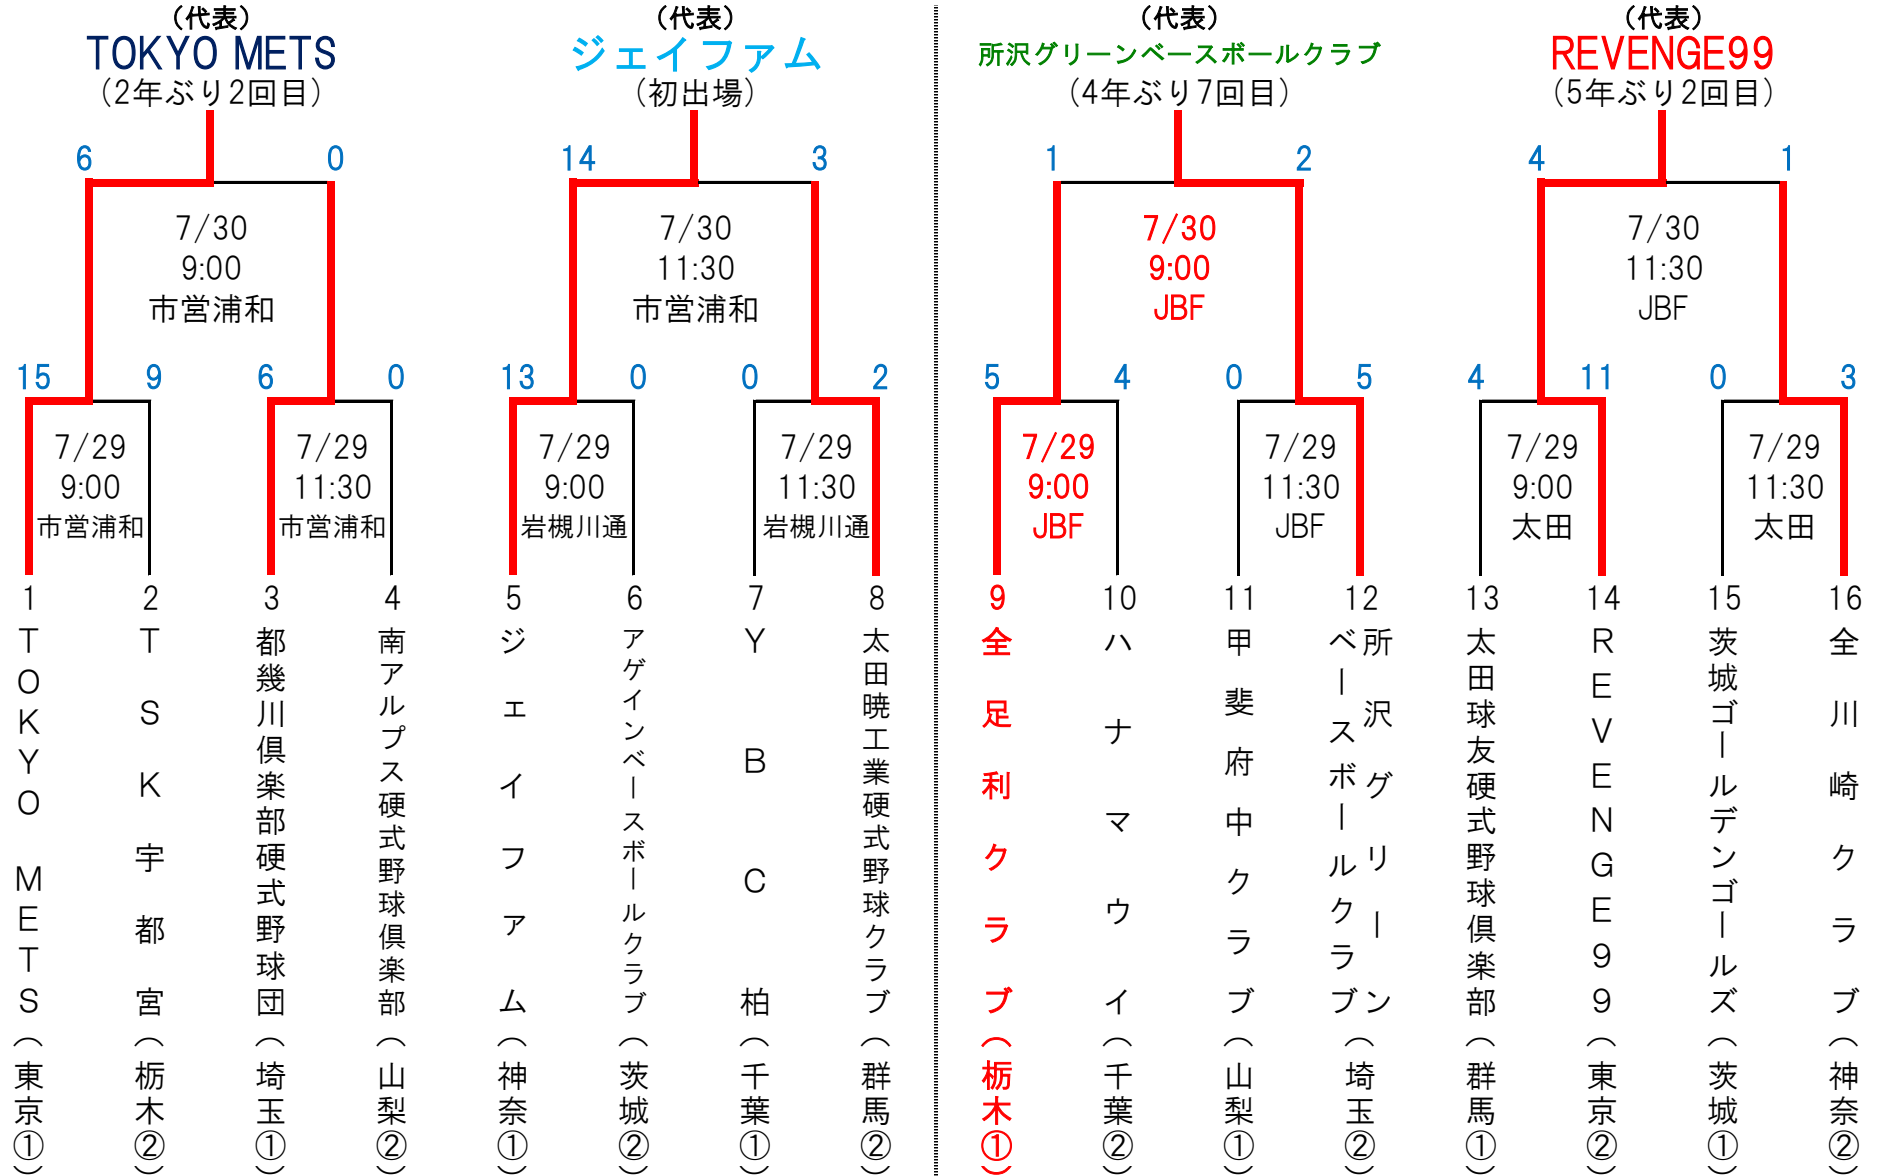 (代表)
TOKYO METS
(2年ぶり2回目)
(代表)
ジェイファム
(初出場)
(代表)
所沢グリーンベースボールクラブ
(4年ぶり7回目)
(代表)
REVENGE99
(5年ぶり2回目)
6
0
14
3
1
2
4
1
7/30
9:00
市営浦和
7/30
11:30
市営浦和
7/30
9:00
JBF
7/30
11:30
JBF
15
9
6
0
13
0
0
2
5
4
0
5
4
11
0
3
7/29
9:00
市営浦和
7/29
11:30
市営浦和
7/29
9:00
岩槻川通
7/29
11:30
岩槻川通
7/29
9:00
JBF
7/29
11:30
JBF
7/29
9:00
太田
7/29
11:30
太田
1
TOKYO METS(東京①)
2
TSK宇都宮(栃木②)
3
都幾川倶楽部硬式野球団(埼玉①)
4
南アルプス硬式野球倶楽部(山梨②)
5
ジェイファム(神奈①)
6
アゲインベースボールクラブ(茨城②)
7
YBC柏(千葉①)
8
太田暁工業硬式野球クラブ(群馬②)
9
全足利クラブ(栃木①)
10
ハナマウイ(千葉②)
11
甲斐府中クラブ(山梨①)
12
所沢グリーン
ベースボールクラブ
(埼玉②)
13
太田球友硬式野球倶楽部(群馬①)
14
REVENGE99(東京②)
15
茨城ゴールデンゴールズ(茨城①)
16
全川崎クラブ(神奈②)